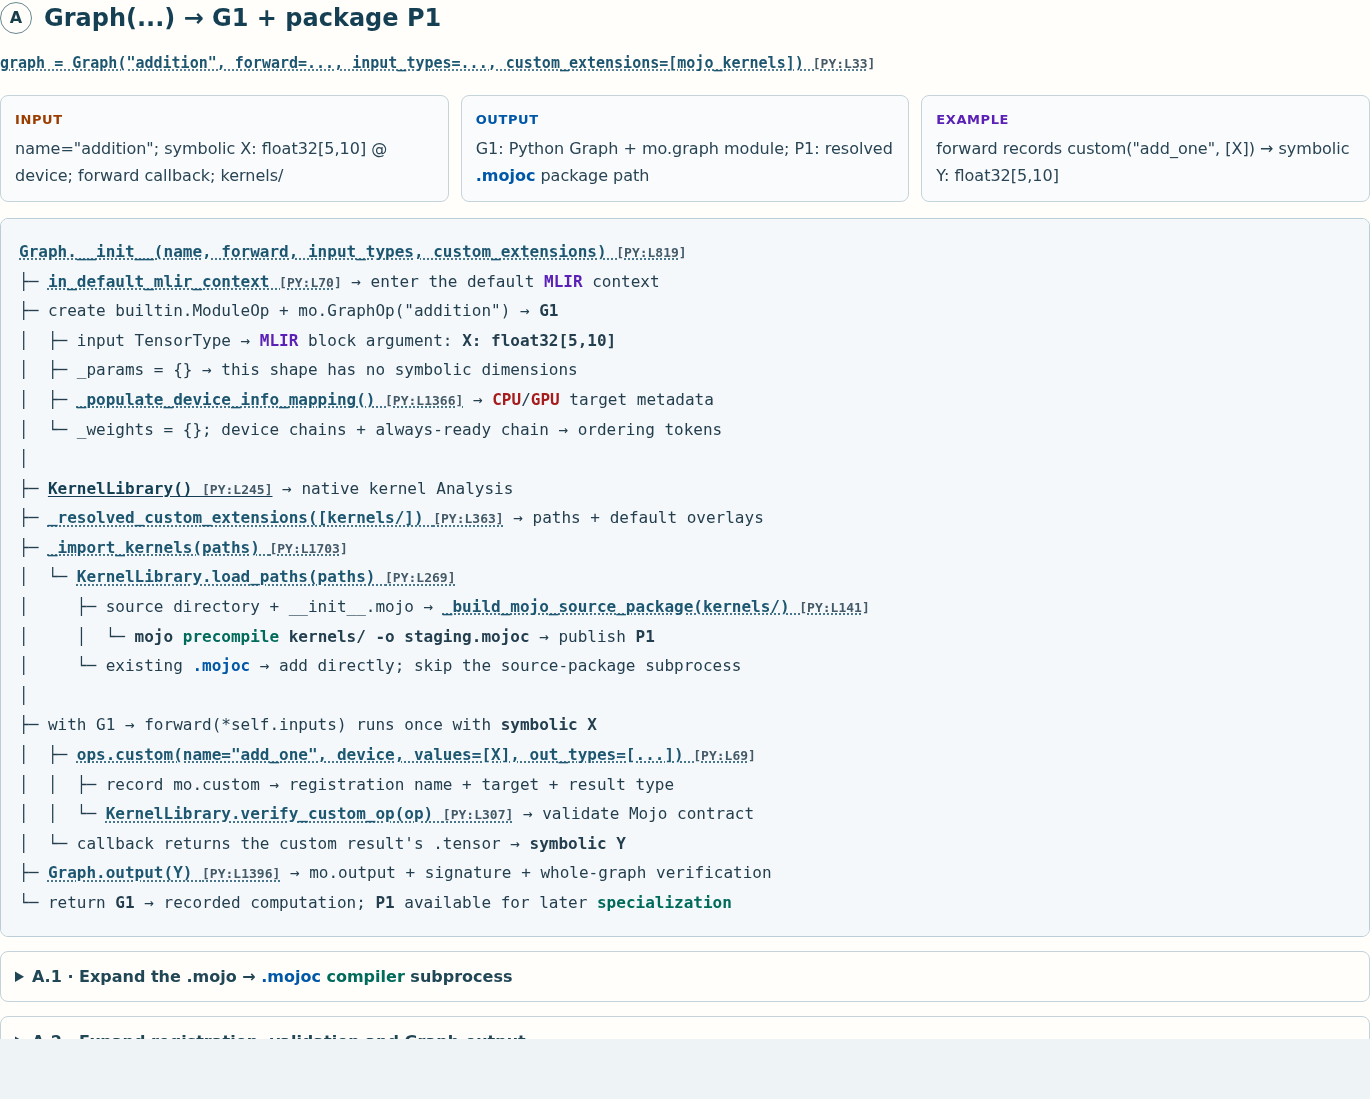 A Graph(...) → G1 + package P1
graph = Graph("addition", forward=..., input_types=..., custom_extensions=[mojo_kernels]) [PY:L33]
INPUT
name="addition"; symbolic X: float32[5,10] @
device; forward callback; kernels/
OUTPUT
G1: Python Graph + mo.graph module; P1: resolved
.mojoc package path
EXAMPLE
forward records custom("add_one", [X]) → symbolic
Y: float32[5,10]
Graph.__init__(name, forward, input_types, custom_extensions) [PY:L819]
├─ in_default_mlir_context [PY:L70] → enter the default MLIR context
├─ create builtin.ModuleOp + mo.GraphOp("addition") → G1
│  ├─ input TensorType → MLIR block argument: X: float32[5,10]
│  ├─ _params = {} → this shape has no symbolic dimensions
│  ├─ _populate_device_info_mapping() [PY:L1366] → CPU/GPU target metadata
│  └─ _weights = {}; device chains + always-ready chain → ordering tokens
│
├─ KernelLibrary() [PY:L245] → native kernel Analysis
├─ _resolved_custom_extensions([kernels/]) [PY:L363] → paths + default overlays
├─ _import_kernels(paths) [PY:L1703]
│  └─ KernelLibrary.load_paths(paths) [PY:L269]
│     ├─ source directory + __init__.mojo → _build_mojo_source_package(kernels/) [PY:L141]
│     │  └─ mojo precompile kernels/ -o staging.mojoc → publish P1
│     └─ existing .mojoc → add directly; skip the source-package subprocess
│
├─ with G1 → forward(*self.inputs) runs once with symbolic X
│  ├─ ops.custom(name="add_one", device, values=[X], out_types=[...]) [PY:L69]
│  │  ├─ record mo.custom → registration name + target + result type
│  │  └─ KernelLibrary.verify_custom_op(op) [PY:L307] → validate Mojo contract
│  └─ callback returns the custom result's .tensor → symbolic Y
├─ Graph.output(Y) [PY:L1396] → mo.output + signature + whole-graph verification
└─ return G1 → recorded computation; P1 available for later specialization
▶ A.1 · Expand the .mojo → .mojoc compiler subprocess
A.2 · Expand registration, validation and Graph.output